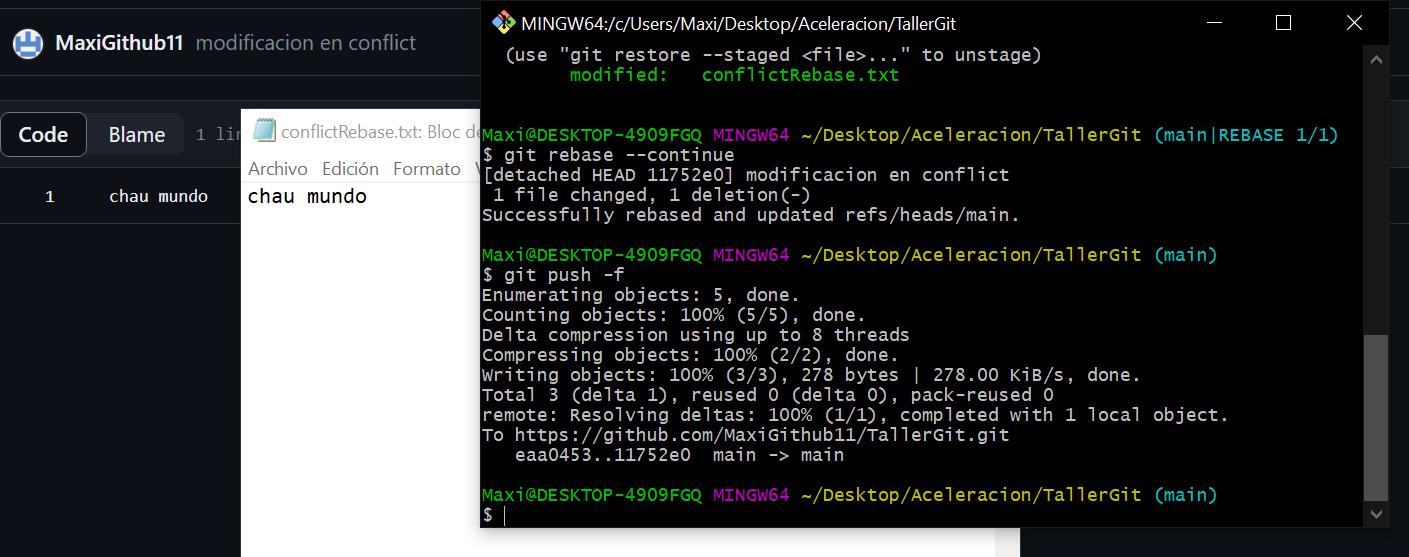 MaxiGithub11 modificacion en conflict
Code Blame 1 lin
1 chau mundo
conflictRebase.txt: Bloc de
Archivo Edición Formato
chau mundo
MINGW64:/c/Users/Maxi/Desktop/Aceleracion/TallerGit
(use "git restore --staged <file>..." to unstage)
modified: conflictRebase.txt
Maxi@DESKTOP-4909FGQ MINGW64 ~/Desktop/Aceleracion/TallerGit (main|REBASE 1/1)
$ git rebase --continue
[detached HEAD 11752e0] modificacion en conflict
1 file changed, 1 deletion(-)
Successfully rebased and updated refs/heads/main.
Maxi@DESKTOP-4909FGQ MINGW64 ~/Desktop/Aceleracion/TallerGit (main)
$ git push -f
Enumerating objects: 5, done.
Counting objects: 100% (5/5), done.
Delta compression using up to 8 threads
Compressing objects: 100% (2/2), done.
Writing objects: 100% (3/3), 278 bytes | 278.00 KiB/s, done.
Total 3 (delta 1), reused 0 (delta 0), pack-reused 0
remote: Resolving deltas: 100% (1/1), completed with 1 local object.
To https://github.com/MaxiGithub11/TallerGit.git
eaa0453..11752e0 main -> main
Maxi@DESKTOP-4909FGQ MINGW64 ~/Desktop/Aceleracion/TallerGit (main)
$